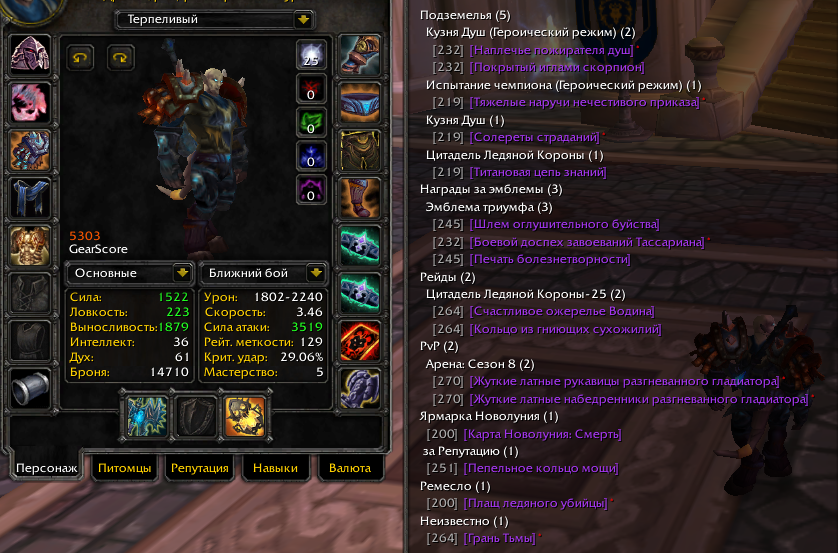 Терпеливый
25
0
0
0
0
5303
GearScore
Основные
Ближний бой
Сила: 1522
Ловкость: 223
Выносливость: 1879
Интеллект: 36
Дух: 61
Броня: 14710
Урон: 1802-2240
Скорость: 3.46
Сила атаки: 3519
Рейт. меткости: 129
Крит. удар: 29.06%
Мастерство: 5
Персонаж
Питомцы
Репутация
Навыки
Валюта
Подземелья (5)
Кузня Душ (Героический режим) (2)
[232] [Наплечье пожирателя душ]
[232] [Покрытый иглами скорпион]
Испытание чемпиона (Героический режим) (1)
[219] [Тяжелые наручи нечестивого приказа]
Кузня Душ (1)
[219] [Солереты страданий]
Цитадель Ледяной Короны (1)
[219] [Титановая цепь знаний]
Награды за эмблемы (3)
Эмблема триумфа (3)
[245] [Шлем оглушительного буйства]
[232] [Боевой доспех завоеваний Тассариана]
[245] [Печать болезнетворности]
Рейды (2)
Цитадель Ледяной Короны-25 (2)
[264] [Счастливое ожерелье Водина]
[264] [Кольцо из гниющих сухожилий]
PvP (2)
Арена: Сезон 8 (2)
[270] [Жуткие латные рукавицы разгневанного гладиатора]
[270] [Жуткие латные набедренники разгневанного гладиатора]
Ярмарка Новолуния (1)
[200] [Карта Новолуния: Смерть]
за Репутацию (1)
[251] [Пепельное кольцо мощи]
Ремесло (1)
[200] [Плащ ледяного убийцы]
Неизвестно (1)
[264] [Грань Тьмы]